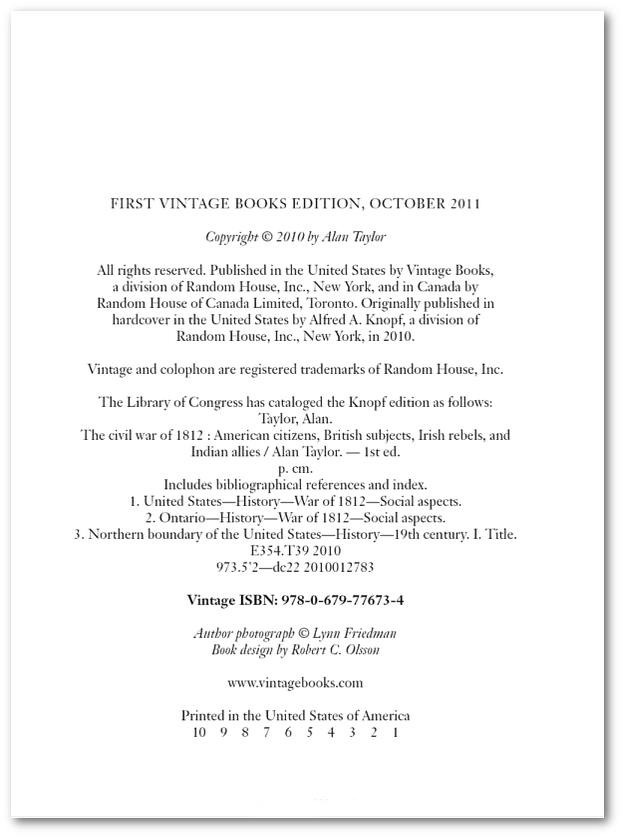 FIRST VINTAGE BOOKS EDITION, OCTOBER 2011
Copyright © 2010 by Alan Taylor
All rights reserved. Published in the United States by Vintage Books,
a division of Random House, Inc., New York, and in Canada by
Random House of Canada Limited, Toronto. Originally published in
hardcover in the United States by Alfred A. Knopf, a division of
Random House, Inc., New York, in 2010.
Vintage and colophon are registered trademarks of Random House, Inc.
The Library of Congress has cataloged the Knopf edition as follows:
Taylor, Alan.
The civil war of 1812 : American citizens, British subjects, Irish rebels, and
Indian allies / Alan Taylor. — 1st ed.
p. cm.
Includes bibliographical references and index.
1. United States—History—War of 1812—Social aspects.
2. Ontario—History—War of 1812—Social aspects.
3. Northern boundary of the United States—History—19th century. I. Title.
E354.T39 2010
973.5'2—dc22 2010012783
Vintage ISBN: 978-0-679-77673-4
Author photograph © Lynn Friedman
Book design by Robert C. Olsson
www.vintagebooks.com
Printed in the United States of America
10 9 8 7 6 5 4 3 2 1